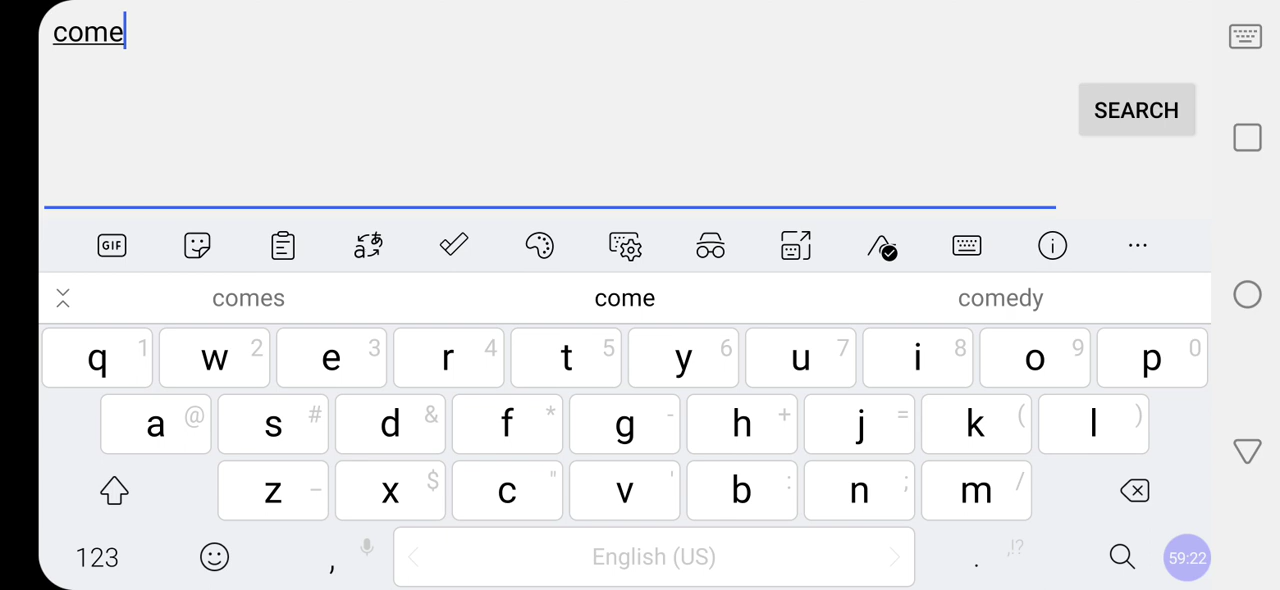 come
SEARCH
GIF
comes come comedy
q 1 w 2 e 3 r 4 t 5 y 6 u 7 i 8 o 9 p 0
a @ s # d & f * g - h + j = k ( l )
z _ x $ c " v ' b : n ; m /
123 , English (US) . ,!? 59:22